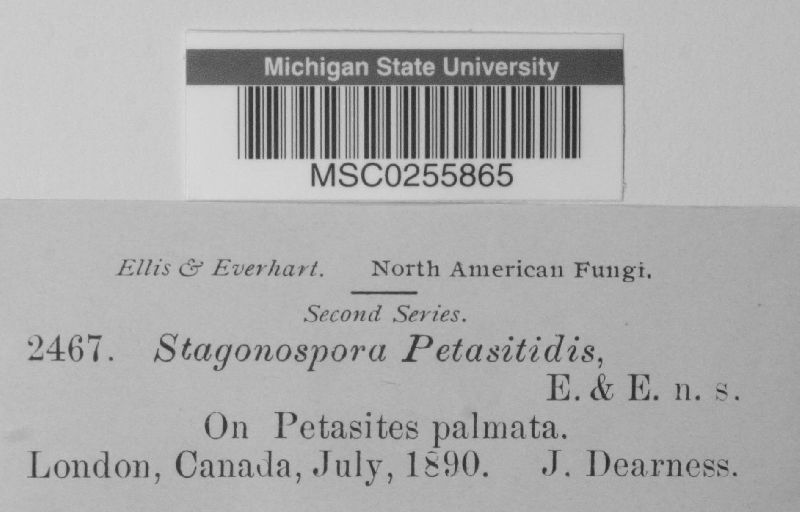 Michigan State University
MSC0255865
Ellis & Everhart. North American Fungi.
Second Series.
2467. Stagonospora Petasitidis,
E. & E. n. s.
On Petasites palmata.
London, Canada, July, 1890. J. Dearness.